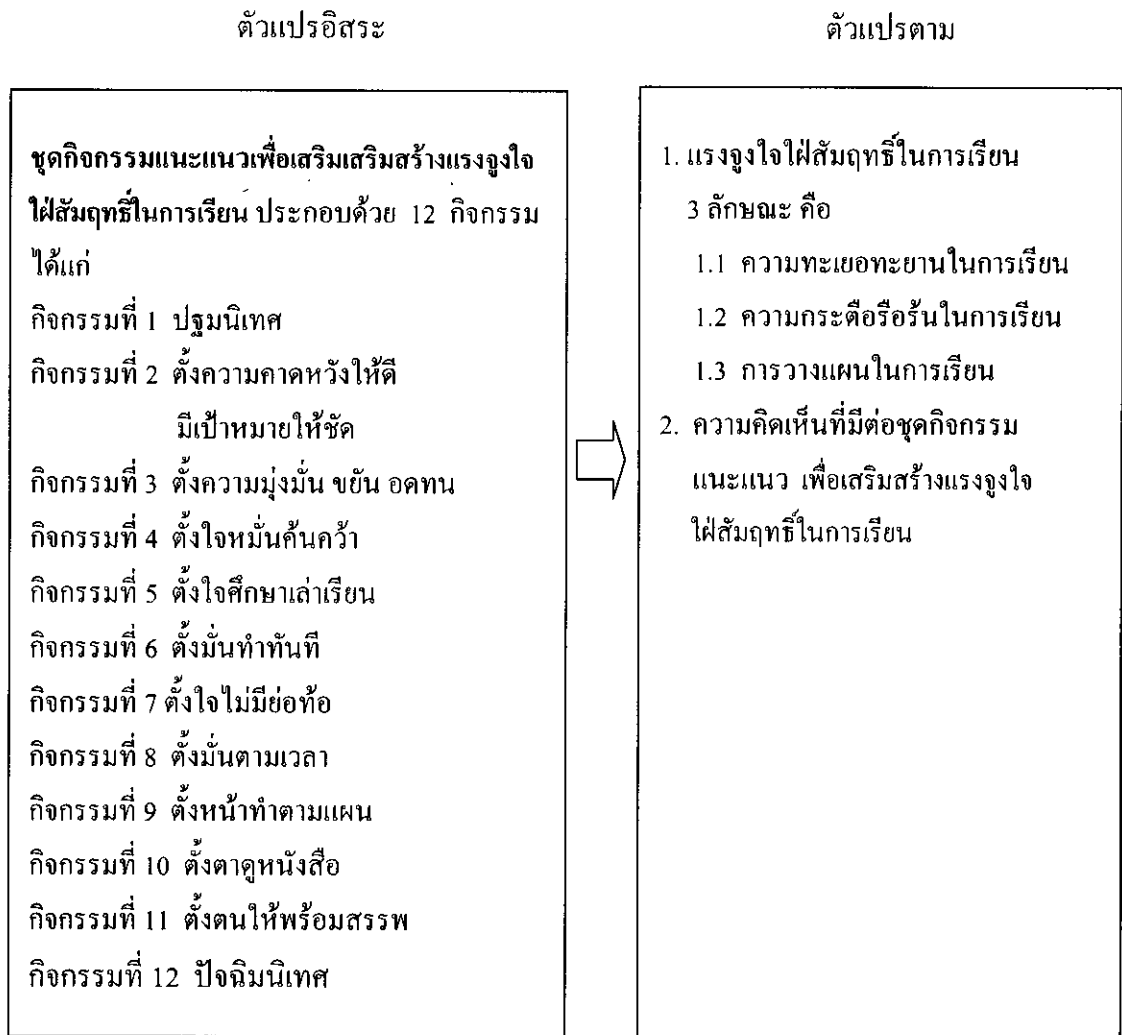 ตัวแปรอิสระ
ตัวแปรตาม
ชุดกิจกรรมแนะแนวเพื่อเสริมเสริมสร้างแรงจูงใจ
ใฝ่สัมฤทธิ์ในการเรียน ประกอบด้วย 12 กิจกรรม
ได้แก่
กิจกรรมที่ 1 ปฐมนิเทศ
กิจกรรมที่ 2 ตั้งความคาดหวังให้ดี
มีเป้าหมายให้ชัด
กิจกรรมที่ 3 ตั้งความมุ่งมั่น ขยัน อดทน
กิจกรรมที่ 4 ตั้งใจหมั่นค้นคว้า
กิจกรรมที่ 5 ตั้งใจศึกษาเล่าเรียน
กิจกรรมที่ 6 ตั้งมั่นทำทันที
กิจกรรมที่ 7 ตั้งใจไม่มีย่อท้อ
กิจกรรมที่ 8 ตั้งมั่นตามเวลา
กิจกรรมที่ 9 ตั้งหน้าทำตามแผน
กิจกรรมที่ 10 ตั้งตาดูหนังสือ
กิจกรรมที่ 11 ตั้งตนให้พร้อมสรรพ
กิจกรรมที่ 12 ปัจฉิมนิเทศ
1. แรงจูงใจใฝ่สัมฤทธิ์ในการเรียน
3 ลักษณะ คือ
1.1 ความทะเยอทะยานในการเรียน
1.2 ความกระตือรือร้นในการเรียน
1.3 การวางแผนในการเรียน
2. ความคิดเห็นที่มีต่อชุดกิจกรรม
แนะแนว เพื่อเสริมสร้างแรงจูงใจ
ใฝ่สัมฤทธิ์ในการเรียน